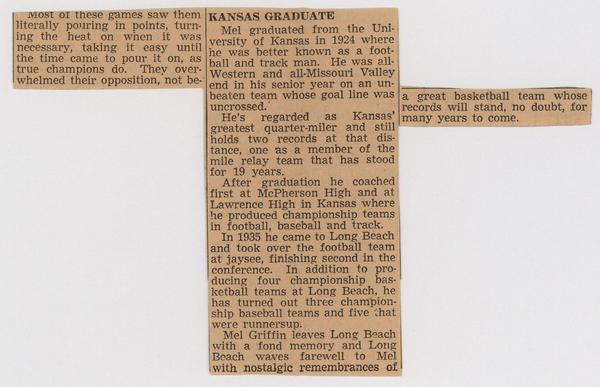 Most of these games saw them
literally pouring in points, turn-
ing the heat on when it was
necessary, taking it easy until
the time came to pour it on, as
true champions do. They over-
whelmed their opposition, not be-
KANSAS GRADUATE
Mel graduated from the Uni-
versity of Kansas in 1924 where
he was better known as a foot-
ball and track man. He was all-
Western and all-Missouri Valley
end in his senior year on an un-
beaten team whose goal line was
uncrossed.
He's regarded as Kansas'
greatest quarter-miler and still
holds two records at that dis-
tance, one as a member of the
mile relay team that has stood
for 19 years.
After graduation he coached
first at McPherson High and at
Lawrence High in Kansas where
he produced championship teams
in football, baseball and track.
In 1935 he came to Long Beach
and took over the football team
at jaysee, finishing second in the
conference. In addition to pro-
ducing four championship bas-
ketball teams at Long Beach, he
has turned out three champion-
ship baseball teams and five that
were runnersup.
Mel Griffin leaves Long Beach
with a fond memory and Long
Beach waves farewell to Mel
with nostalgic remembrances of
a great basketball team whose
records will stand, no doubt, for
many years to come.